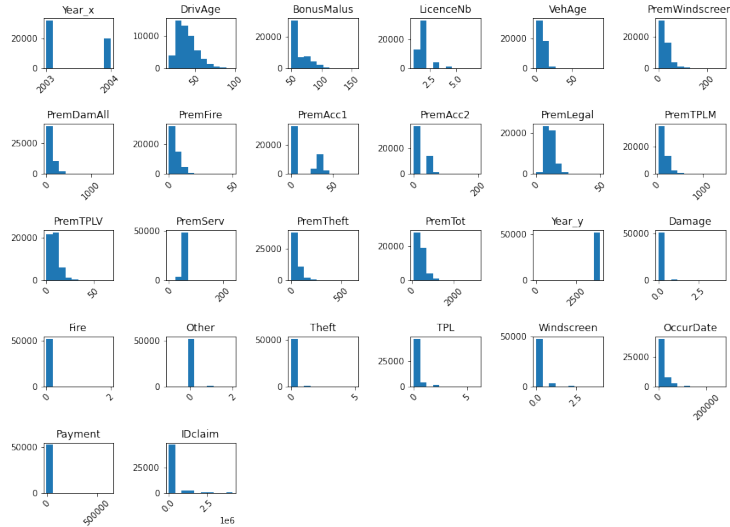 Year_x DrivAge BonusMalus LicenceNb VehAge PremWindscreen
20000 10000 20000 20000 20000 20000
0 0 0 0 0 0
2003 2004 50 100 50 100 150 2.5 5.0 0 50 0 200
PremDamAll PremFire PremAcc1 PremAcc2 PremLegal PremTPLM
25000 20000 20000 20000 20000 20000
0 0 0 0 0 0
0 1000 0 50 0 50 0 200 0 50 0 1000
PremTPLV PremServ PremTheft PremTot Year_y Damage
20000 50000 25000 20000 50000 50000
25000 25000 25000
10000
0 0 0 0 0 0
0 50 0 200 0 500 0 2000 0 2500 0.0 2.5
Fire Other Theft TPL Windscreen OccurDate
50000 50000 50000 25000 50000 25000
0 0 0 0 0 0
0 2 0 2 0 5 0 5 0.0 2.5 0 200000
Payment IDclaim
50000 25000
25000
0 0
0 500000 0.0 2.5
1e6